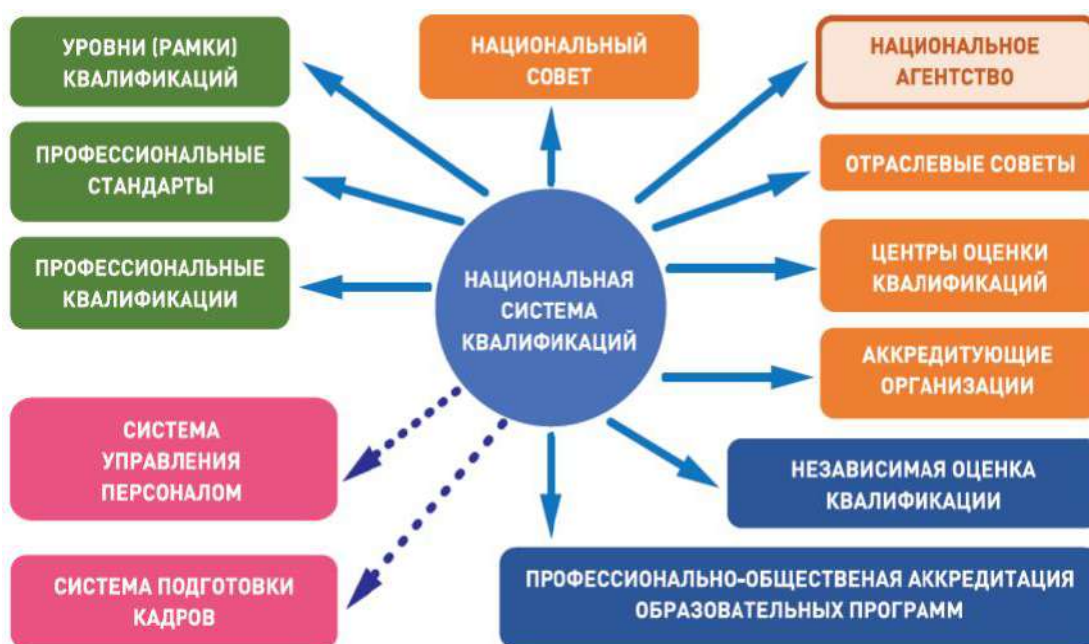 УРОВНИ (РАМКИ)
КВАЛИФИКАЦИЙ
НАЦИОНАЛЬНЫЙ
СОВЕТ
НАЦИОНАЛЬНОЕ
АГЕНТСТВО
ПРОФЕССИОНАЛЬНЫЕ
СТАНДАРТЫ
ОТРАСЛЕВЫЕ СОВЕТЫ
ПРОФЕССИОНАЛЬНЫЕ
КВАЛИФИКАЦИИ
НАЦИОНАЛЬНАЯ
СИСТЕМА
КВАЛИФИКАЦИЙ
ЦЕНТРЫ ОЦЕНКИ
КВАЛИФИКАЦИЙ
АККРЕДИТУЮЩИЕ
ОРГАНИЗАЦИИ
СИСТЕМА
УПРАВЛЕНИЯ
ПЕРСОНАЛОМ
НЕЗАВИСИМАЯ ОЦЕНКА
КВАЛИФИКАЦИИ
СИСТЕМА ПОДГОТОВКИ
КАДРОВ
ПРОФЕССИОНАЛЬНО-ОБЩЕСТВЕНАЯ АККРЕДИТАЦИЯ
ОБРАЗОВАТЕЛЬНЫХ ПРОГРАММ